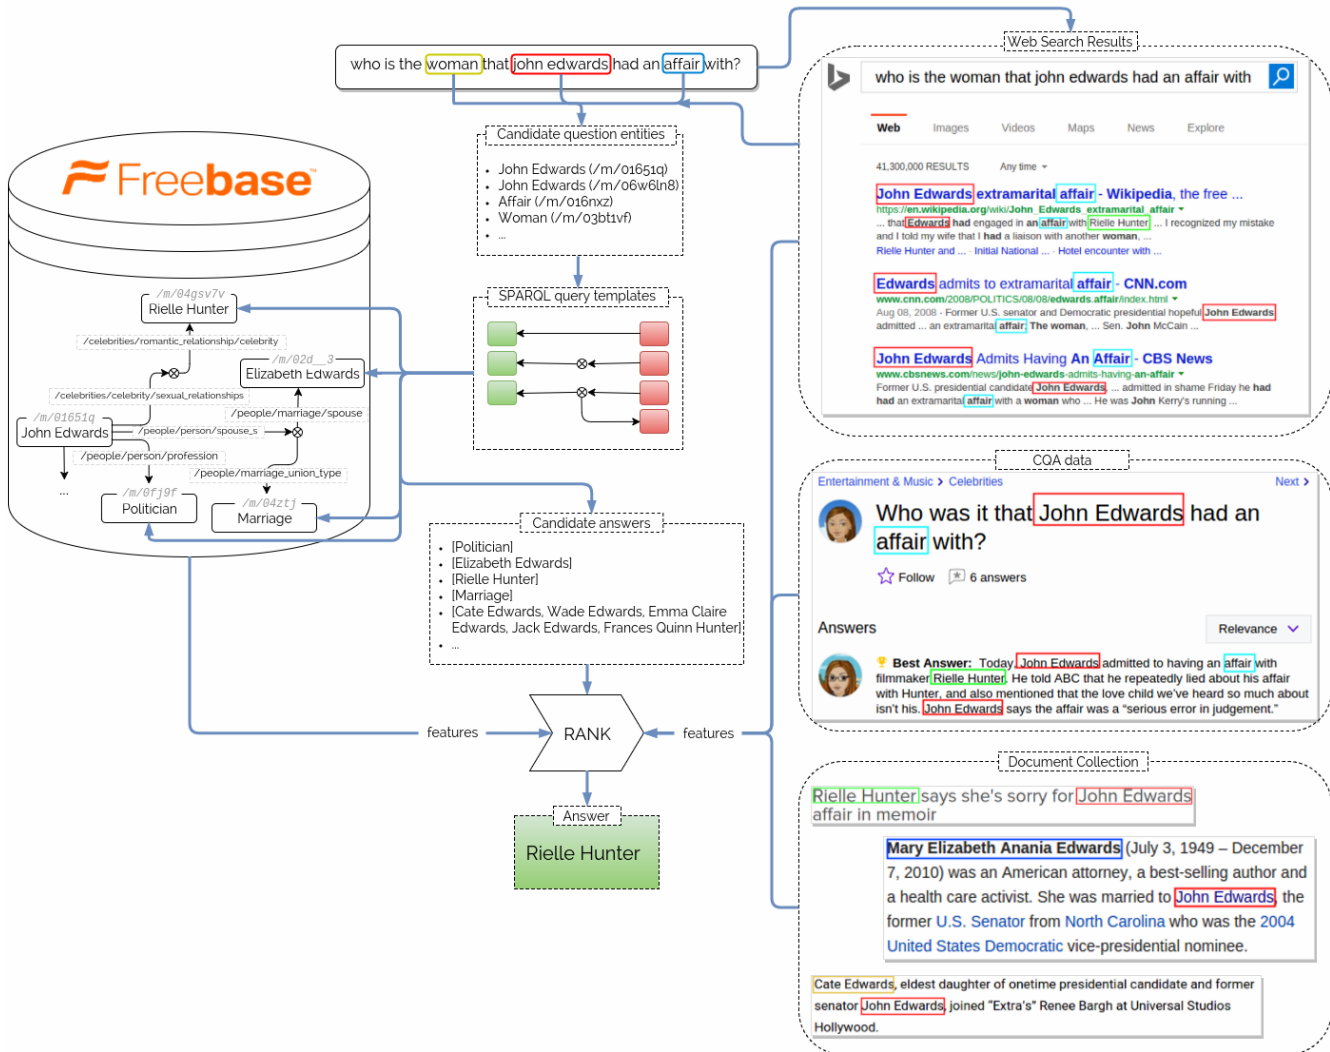 who is the woman that john edwards had an affair with?
Candidate question entities
• John Edwards (/m/01651q)
• John Edwards (/m/06w6ln8)
• Affair (/m/016nxz)
• Woman (/m/03bt1vf)
• ...
SPARQL query templates
Freebase™
/m/04gsv7v
Rielle Hunter
/celebrities/romantic_relationship/celebrity
/m/02d__3
Elizabeth Edwards
/celebrities/celebrity/sexual_relationships
/people/marriage/spouse
/m/01651q
John Edwards
/people/person/spouse_s
/people/person/profession
/people/marriage_union_type
...
/m/0fj9f
Politician
/m/04ztj
Marriage
Candidate answers
• [Politician]
• [Elizabeth Edwards]
• [Rielle Hunter]
• [Marriage]
• [Cate Edwards, Wade Edwards, Emma Claire
Edwards, Jack Edwards, Frances Quinn Hunter]
• ...
features
RANK
features
Answer
Rielle Hunter
Web Search Results
who is the woman that john edwards had an affair with
Web Images Videos Maps News Explore
41,300,000 RESULTS Any time
John Edwards extramarital affair - Wikipedia, the free ...
https://en.wikipedia.org/wiki/John_Edwards_extramarital_affair
... that Edwards had engaged in an affair with Rielle Hunter ... I recognized my mistake
and I told my wife that I had a liaison with another woman, ...
Rielle Hunter and ... · Initial National ... · Hotel encounter with ...
Edwards admits to extramarital affair - CNN.com
www.cnn.com/2008/POLITICS/08/08/edwards.affair/index.html
Aug 08, 2008 · Former U.S. senator and Democratic presidential hopeful John Edwards
admitted ... an extramarital affair. The woman, ... Sen. John McCain ...
John Edwards Admits Having An Affair - CBS News
www.cbsnews.com/news/john-edwards-admits-having-an-affair
Former U.S. presidential candidate John Edwards, ... admitted in shame Friday he had
had an extramarital affair with a woman who ... He was John Kerry's running ...
CQA data
Entertainment & Music > Celebrities Next >
Who was it that John Edwards had an
affair with?
Follow 6 answers
Answers Relevance
Best Answer: Today, John Edwards admitted to having an affair with
filmmaker Rielle Hunter. He told ABC that he repeatedly lied about his affair
with Hunter, and also mentioned that the love child we've heard so much about
isn't his. John Edwards says the affair was a "serious error in judgement."
Document Collection
Rielle Hunter says she's sorry for John Edwards
affair in memoir
Mary Elizabeth Anania Edwards (July 3, 1949 – December
7, 2010) was an American attorney, a best-selling author and
a health care activist. She was married to John Edwards, the
former U.S. Senator from North Carolina who was the 2004
United States Democratic vice-presidential nominee.
Cate Edwards, eldest daughter of onetime presidential candidate and former
senator John Edwards, joined "Extra's" Renee Bargh at Universal Studios
Hollywood.